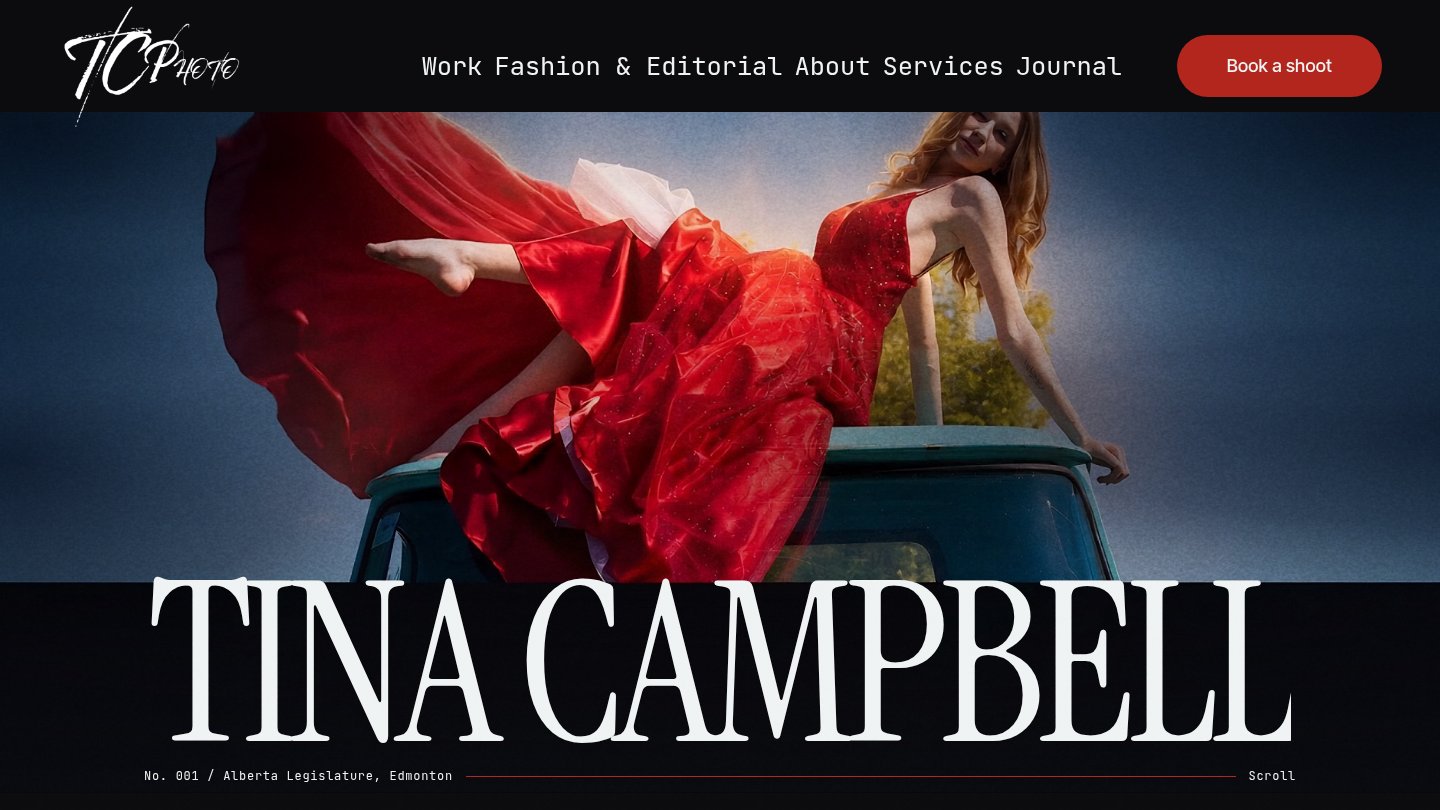 TCPHOTO
Work Fashion & Editorial About Services Journal
Book a shoot
TINA CAMPBELL
No. 001 / Alberta Legislature, Edmonton
Scroll